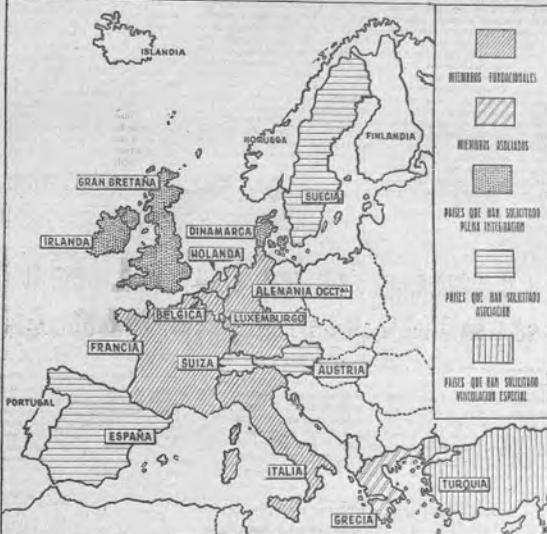 ISLANDIA
NORUEGA
FINLANDIA
GRAN BRETAÑA
SUECIA
IRLANDA
DINAMARCA
HOLANDA
ALEMANIA OCCTAL
BELGICA
LUXEMBURGO
FRANCIA
SUIZA
AUSTRIA
PORTUGAL
ESPAÑA
ITALIA
TURQUIA
GRECIA
MIEMBROS FUNDACIONALES
MIEMBROS ASOCIADOS
PAISES QUE HAN SOLICITADO
PLENA INTEGRACION
PAISES QUE HAN SOLICITADO
ASOCIACION
PAISES QUE HAN SOLICITADO
VINCULACION ESPECIAL